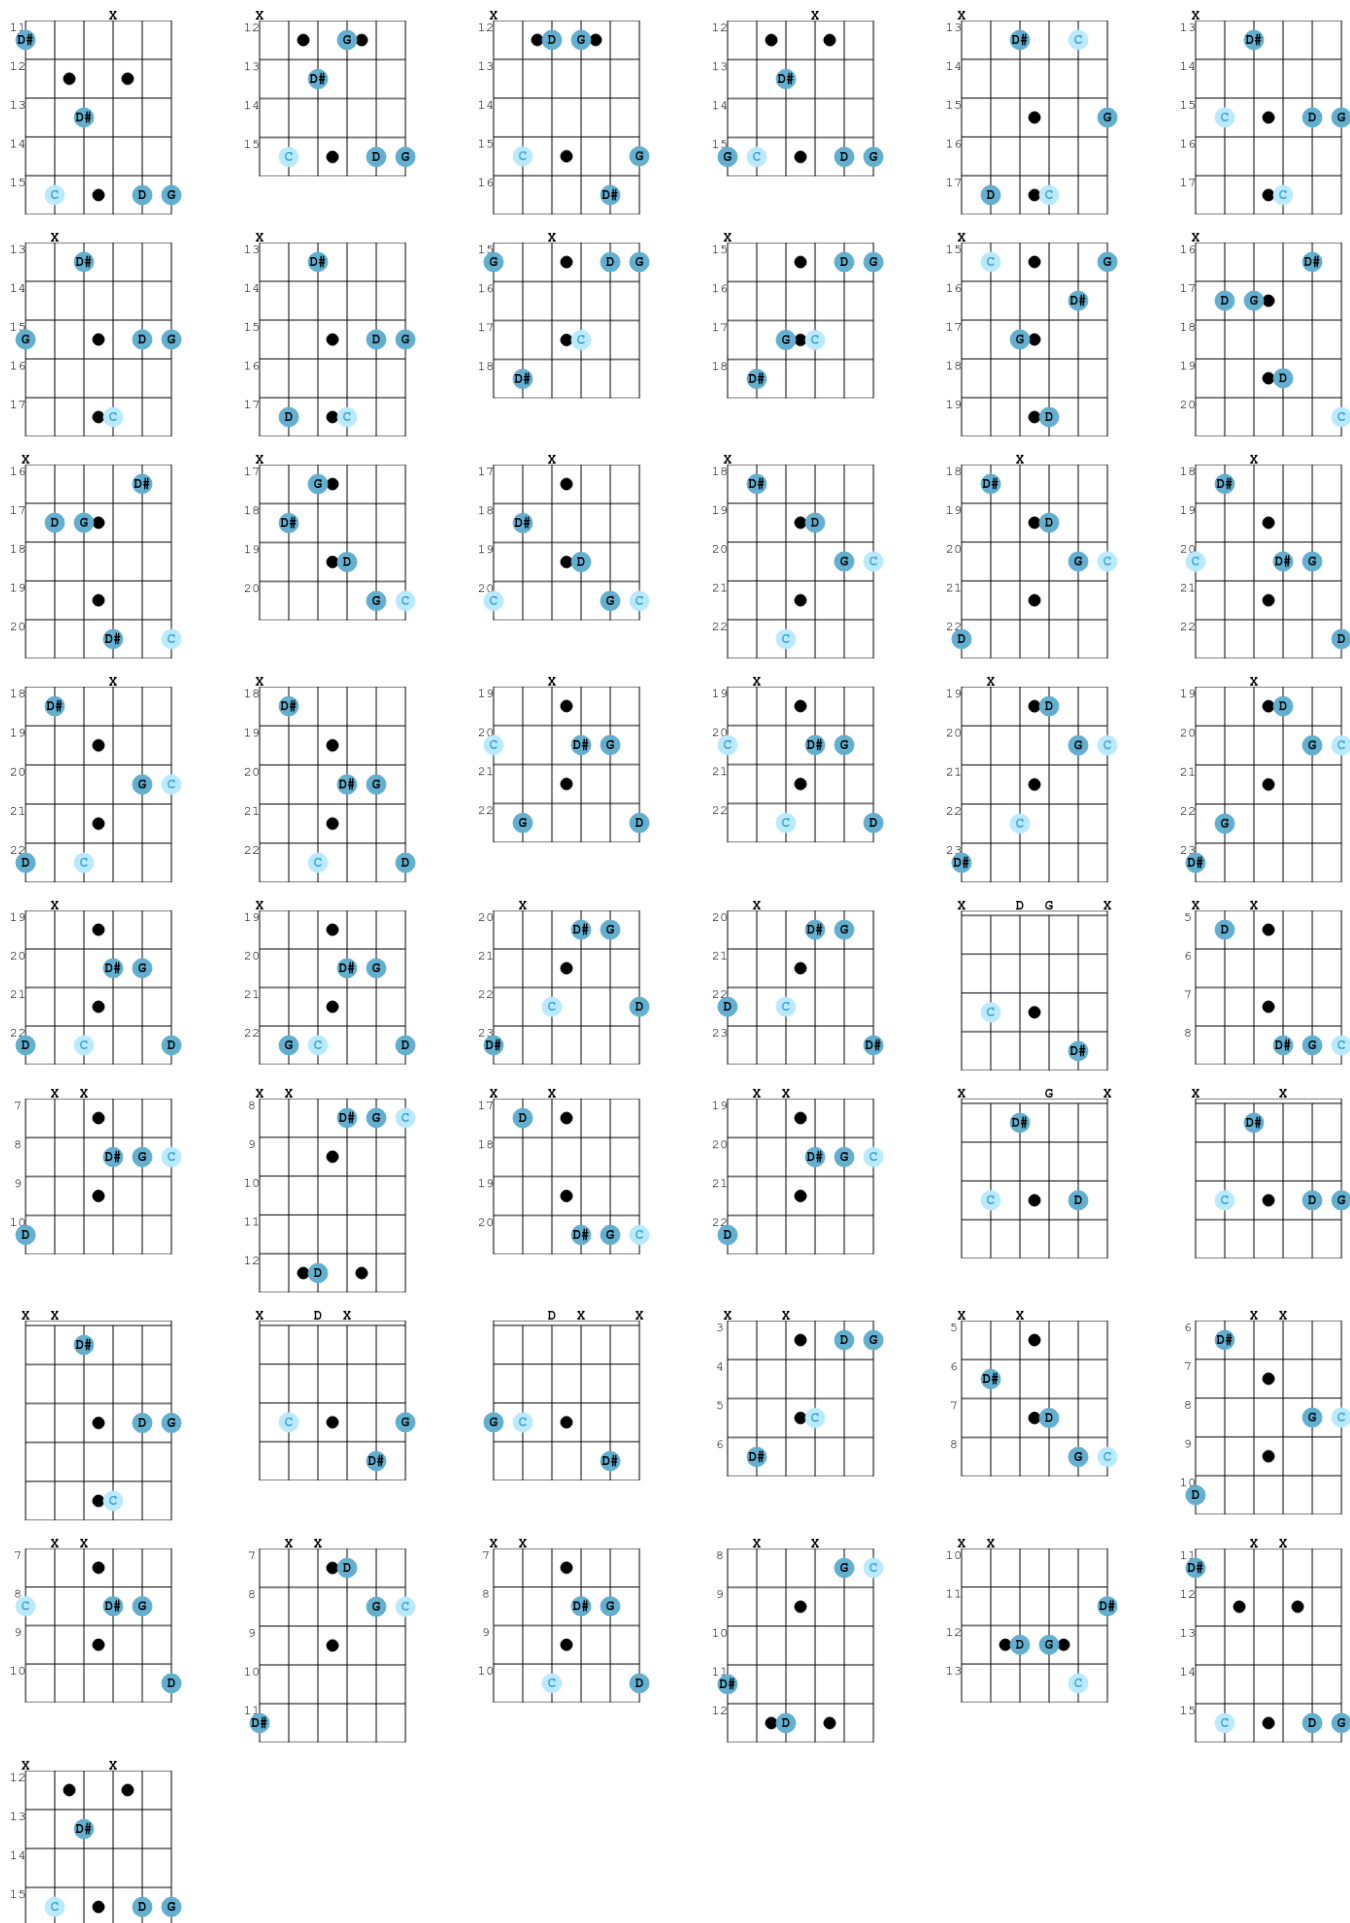 X
11 D#
12
13 D#
14
15 C D G
X
12 G
13 D#
14
15 C D G
X
12 D G
13
14
15 C G
16 D#
X
12
13 D#
14
15 G C D G
X
13 D# C
14
15 G
16
17 D C
X
13 D#
14
15 C D G
16
17 C
X
13 D#
14
15 G D G
16
17 C
X
13 D#
14
15 D G
16
17 D C
X
15 G D G
16
17 C
18 D#
X
15 D G
16
17 G C
18 D#
X
15 C G
16 D#
17 G
18
19 D
X
16 D#
17 D G
18
19 D
20 C
X
16 D#
17 D G
18
19
20 D# C
X
17 G
18 D#
19 D
20 G C
X
17
18 D#
19 D
20 C G C
X
18 D#
19 D
20 G C
21
22 C
X
18 D#
19 D
20 G C
21
22 D
X
18 D#
19
20 C D# G
21
22 D
X
18 D#
19
20 G C
21
22 D C
X
18 D#
19
20 D# G
21
22 C D
X
19
20 C D# G
21
22 G D
X
19
20 C D# G
21
22 C D
X
19 D
20 G C
21
22 C
23 D#
X
19 D
20 G C
21
22 G
23 D#
X
19
20 D# G
21
22 D C D
X
19
20 D# G
21
22 G C D
X
20 D# G
21
22 C D
23 D#
X
20 D# G
21
22 D C
23 D#
X D G X
C
D#
X X
5 D
6
7
8 D# G C
X X
7
8 D# G C
9
10 D
X X
8 D# G C
9
10
11
12 D
X X
17 D
18
19
20 D# G C
X X
19
20 D# G C
21
22 D
X G X
D#
C D
X X
D#
C D G
X X
D#
D G
C
X D X
C G
D#
D X X
G C
D#
X X
3 D G
4
5 C
6 D#
X X
5
6 D#
7 D
8 G C
X X
6 D#
7
8 G C
9
10 D
X X
7
8 C D# G
9
10 D
X X
7 D
8 G C
9
10
11 D#
X X
7
8 D# G
9
10 C D
X X
8 G C
9
10
11 D#
12 D
X X
10
11 D#
12 D G
13 C
X X
11 D#
12
13
14
15 C D G
X X
12
13 D#
14
15 C D G